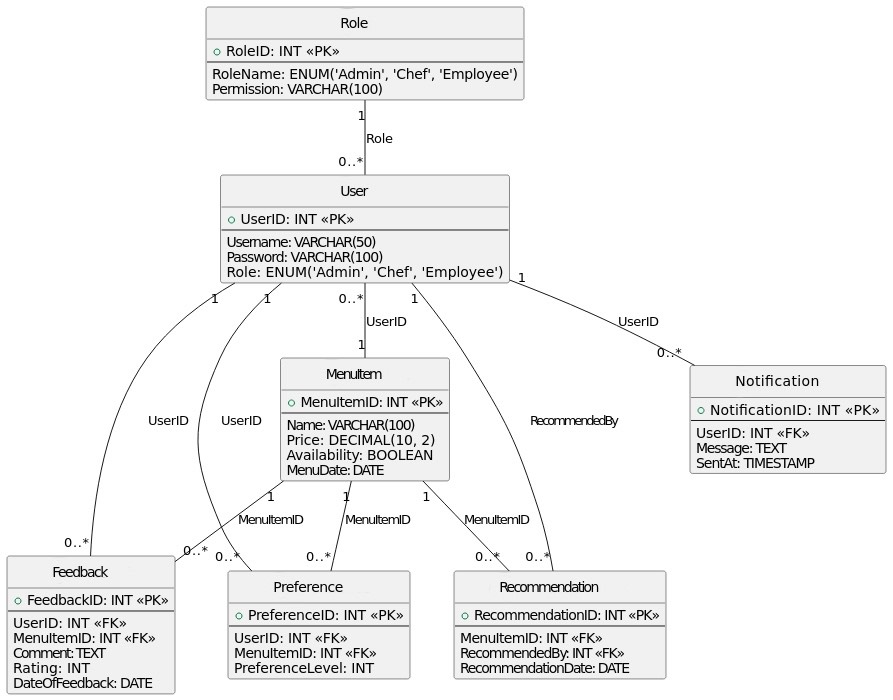 Role
RoleID: INT «PK»
RoleName: ENUM('Admin', 'Chef', 'Employee')
Permission: VARCHAR(100)
1
Role
0..*
User
UserID: INT «PK»
Username: VARCHAR(50)
Password: VARCHAR(100)
Role: ENUM('Admin', 'Chef', 'Employee')
1
1
0..*
1
1
UserID
UserID
1
0..*
MenuItem
MenuItemID: INT «PK»
Name: VARCHAR(100)
Price: DECIMAL(10, 2)
Availability: BOOLEAN
MenuDate: DATE
Notification
NotificationID: INT «PK»
UserID: INT «FK»
Message: TEXT
SentAt: TIMESTAMP
UserID
UserID
RecommendedBy
1
1
1
MenuItemID
MenuItemID
MenuItemID
0..*
0..*
0..*
0..*
0..*
0..*
Feedback
FeedbackID: INT «PK»
UserID: INT «FK»
MenuItemID: INT «FK»
Comment: TEXT
Rating: INT
DateOfFeedback: DATE
Preference
PreferenceID: INT «PK»
UserID: INT «FK»
MenuItemID: INT «FK»
PreferenceLevel: INT
Recommendation
RecommendationID: INT «PK»
MenuItemID: INT «FK»
RecommendedBy: INT «FK»
RecommendationDate: DATE